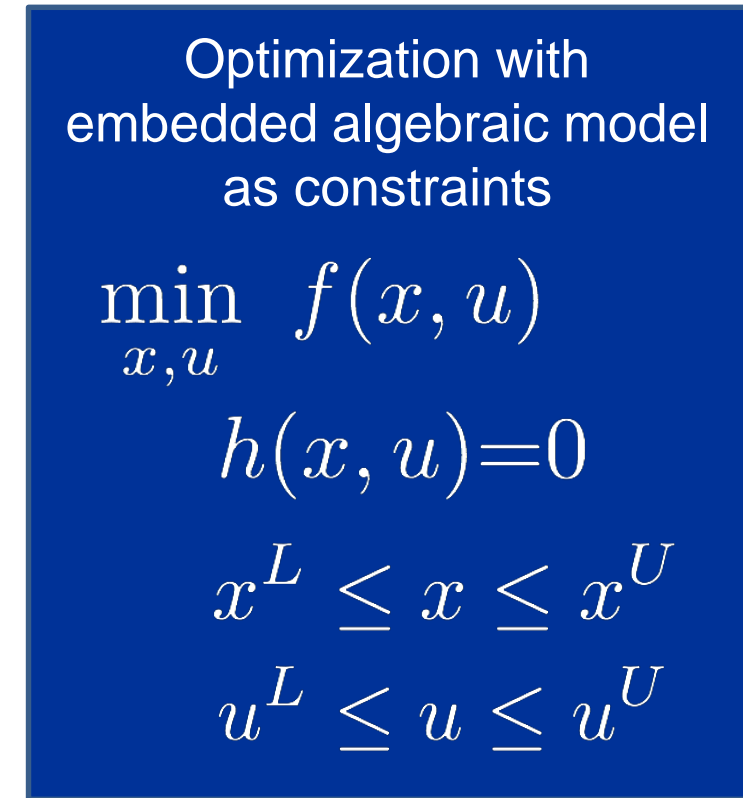 Optimization with
embedded algebraic model
as constraints
min f(x, u)
x,u
h(x, u)=0
x^L ≤ x ≤ x^U
u^L ≤ u ≤ u^U